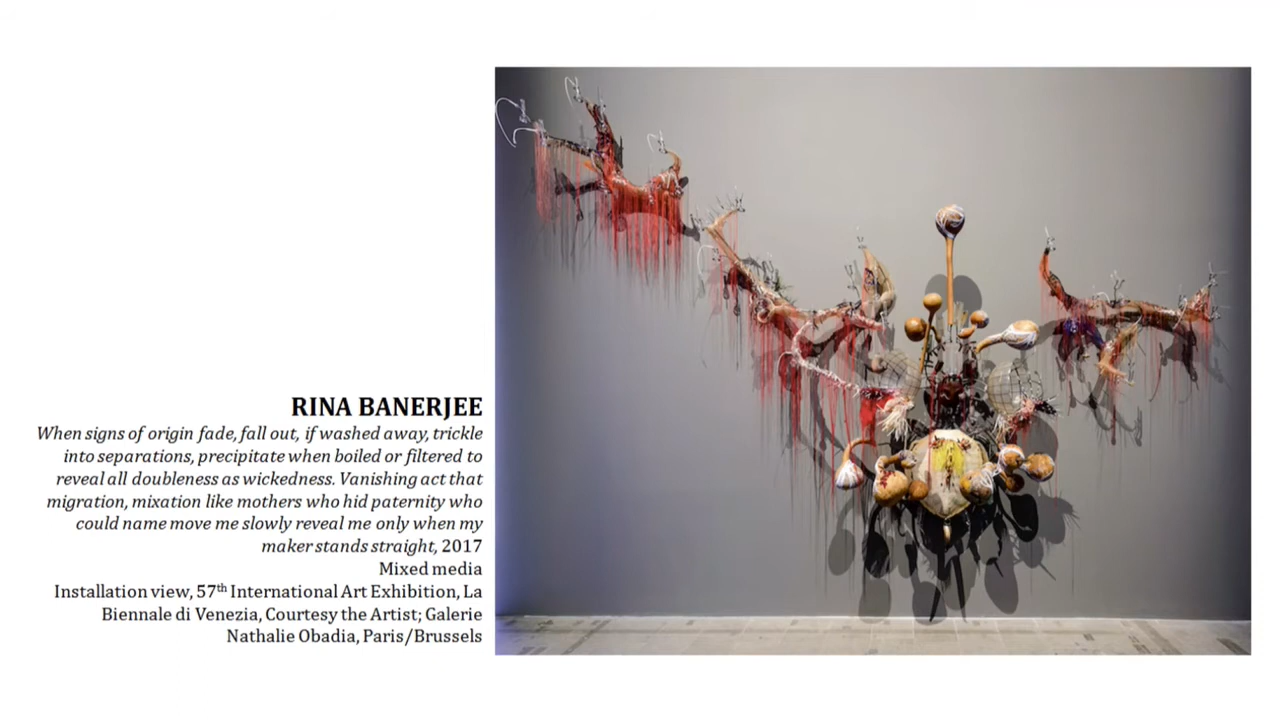 RINA BANERJEE
When signs of origin fade, fall out, if washed away, trickle
into separations, precipitate when boiled or filtered to
reveal all doubleness as wickedness. Vanishing act that
migration, mixation like mothers who hid paternity who
could name move me slowly reveal me only when my
maker stands straight, 2017
Mixed media
Installation view, 57th International Art Exhibition, La
Biennale di Venezia, Courtesy the Artist; Galerie
Nathalie Obadia, Paris/Brussels